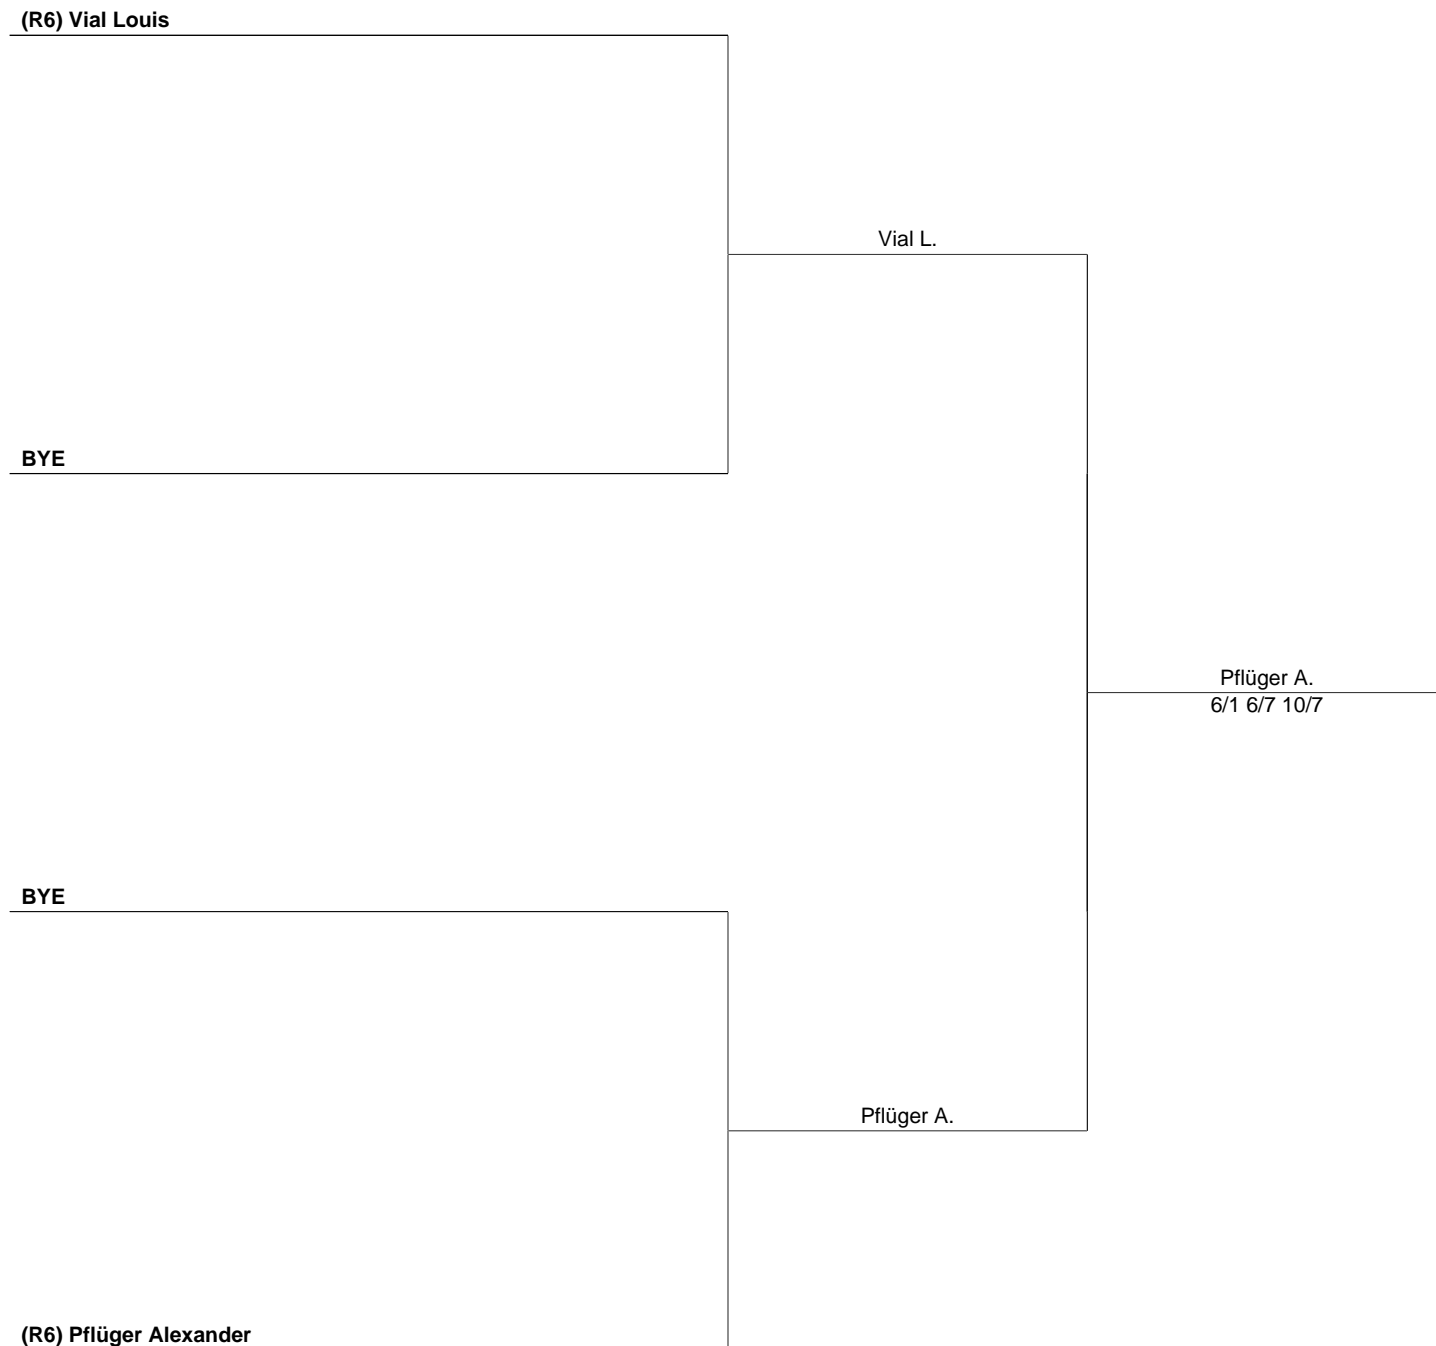 (R6) Vial Louis
Vial L.
BYE
Pflüger A.
6/1 6/7 10/7
BYE
Pflüger A.
(R6) Pflüger Alexander